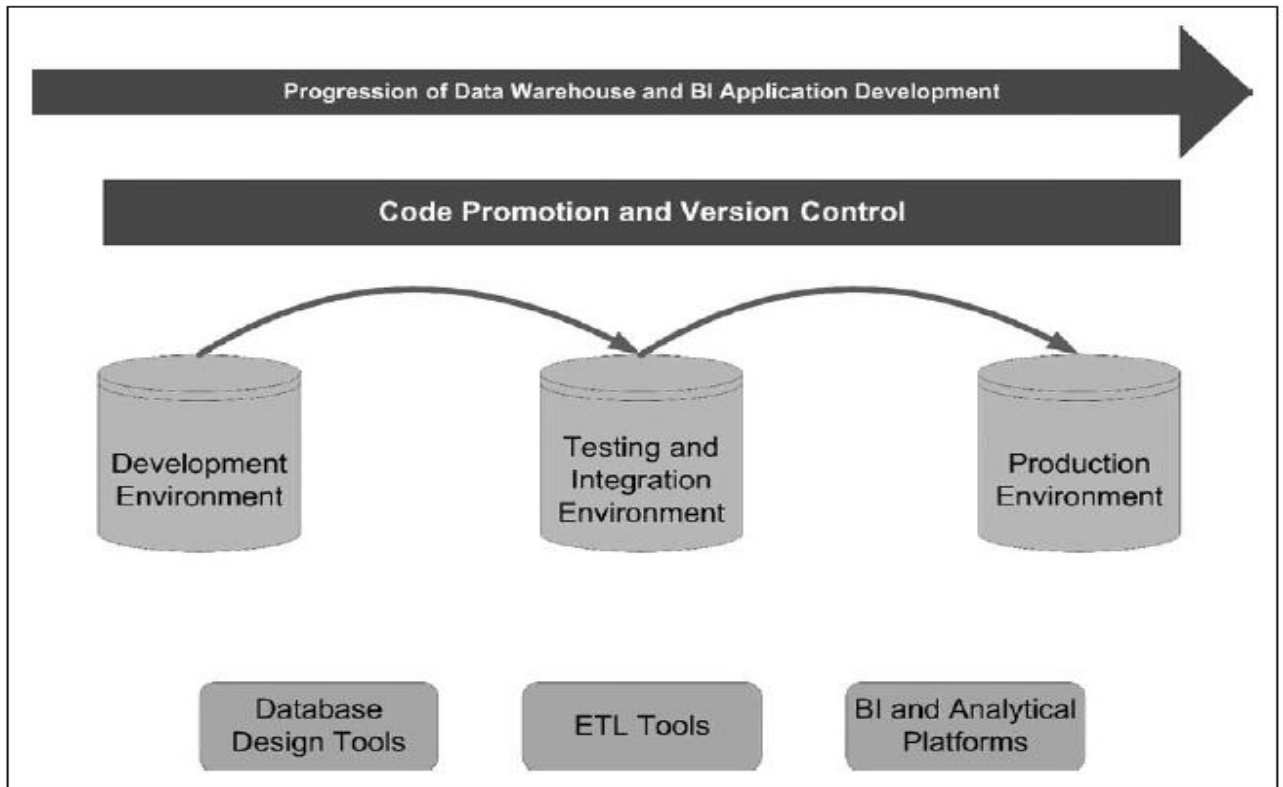 Progression of Data Warehouse and BI Application Development
Code Promotion and Version Control
Development
Environment
Testing and
Integration
Environment
Production
Environment
Database
Design Tools
ETL Tools
BI and Analytical
Platforms